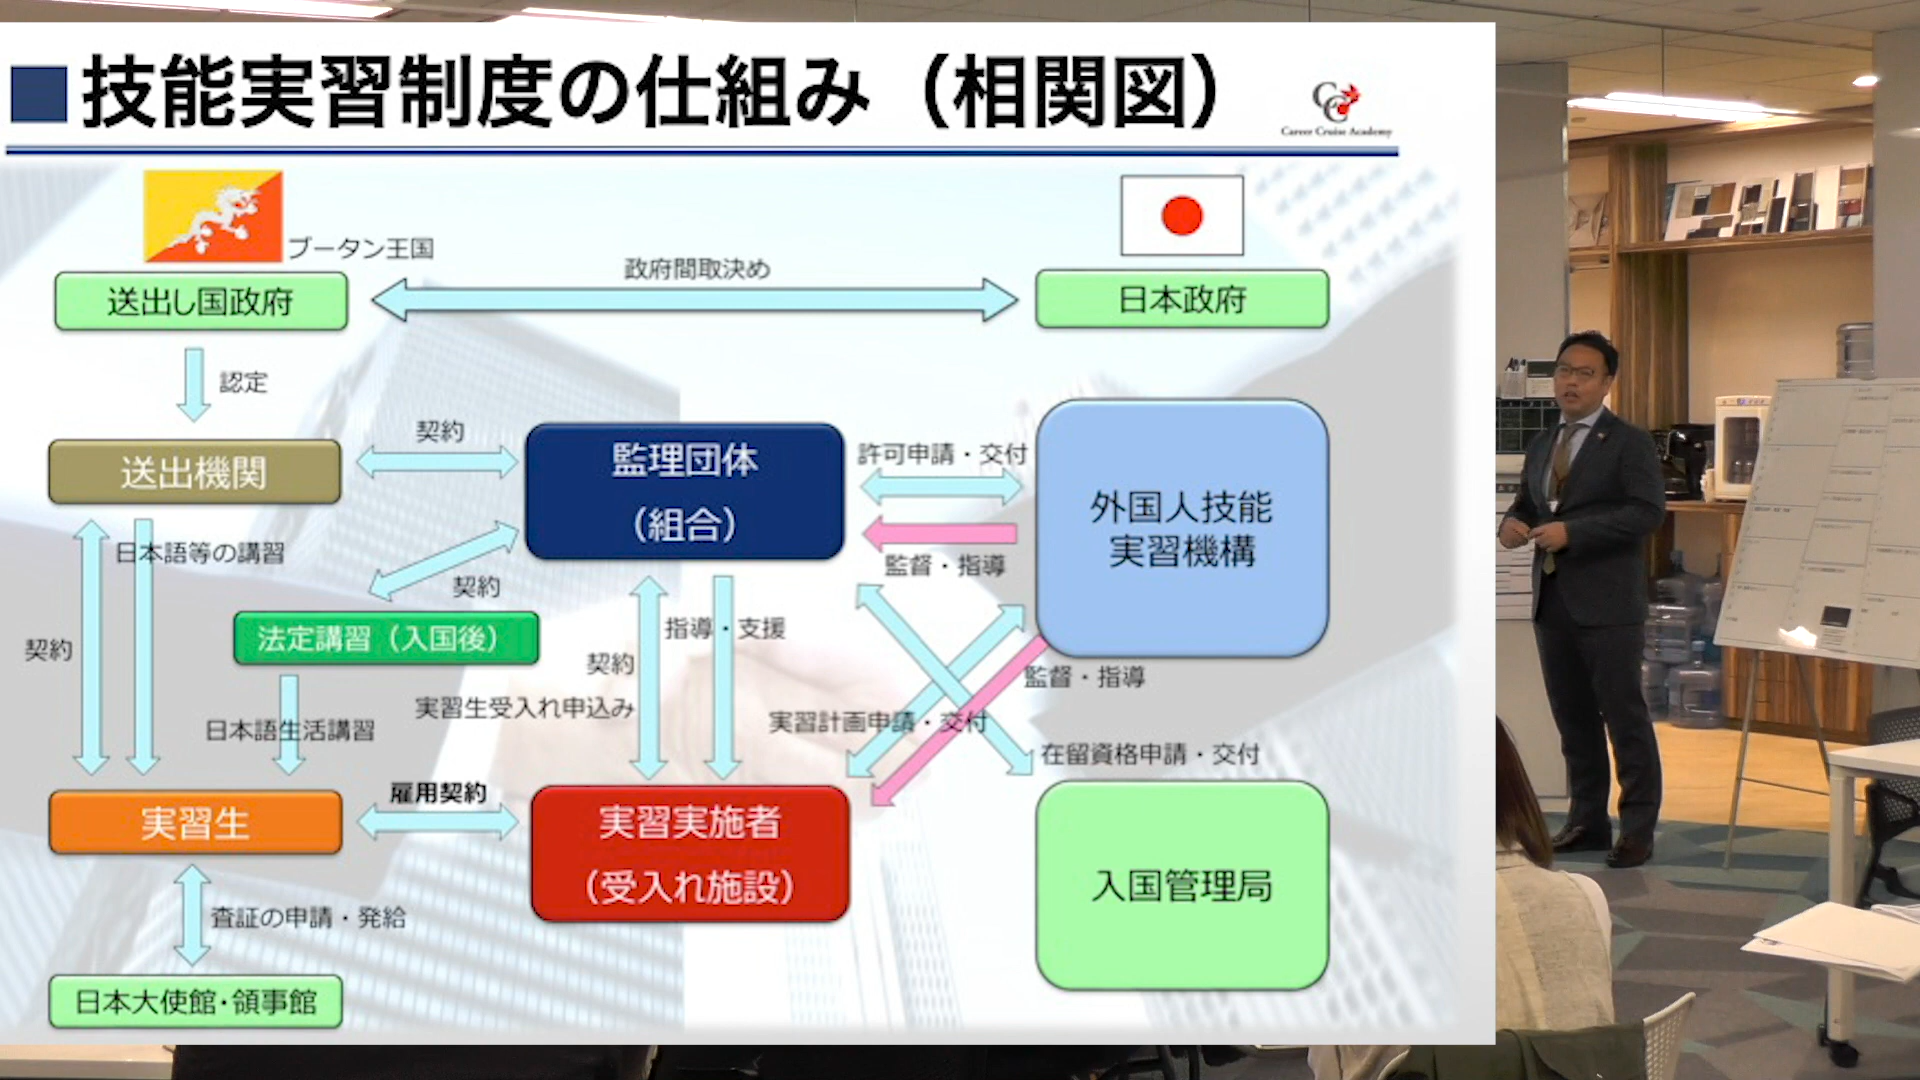 技能実習制度の仕組み（相関図）
CC
Career Cruise Academy
ブータン王国
政府間取決め
送出し国政府
日本政府
認定
契約
送出機関
監理団体
（組合）
許可申請・交付
外国人技能
実習機構
監督・指導
日本語等の講習
契約
契約
法定講習（入国後）
指導・支援
契約
実習生受入れ申込み
監督・指導
日本語生活講習
実習計画申請・交付
在留資格申請・交付
雇用契約
実習生
実習実施者
（受入れ施設）
入国管理局
査証の申請・発給
日本大使館・領事館